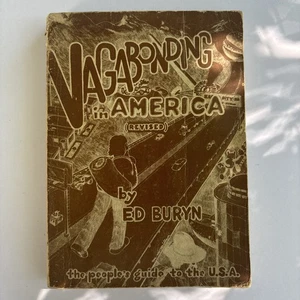 VAGABONDING
in AMERICA
(REVISED)
by
ED BURYN
the people's guide to the U.S.A.